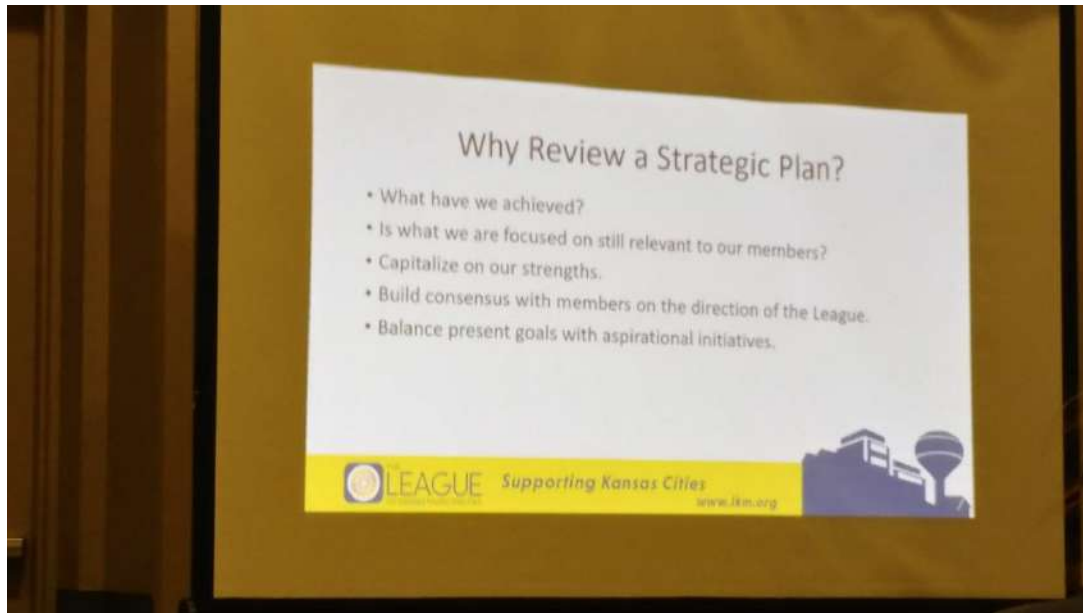 Why Review a Strategic Plan?
• What have we achieved?
• Is what we are focused on still relevant to our members?
• Capitalize on our strengths.
• Build consensus with members on the direction of the League.
• Balance present goals with aspirational initiatives.
THE
LEAGUE
Supporting Kansas Cities
www.lkm.org